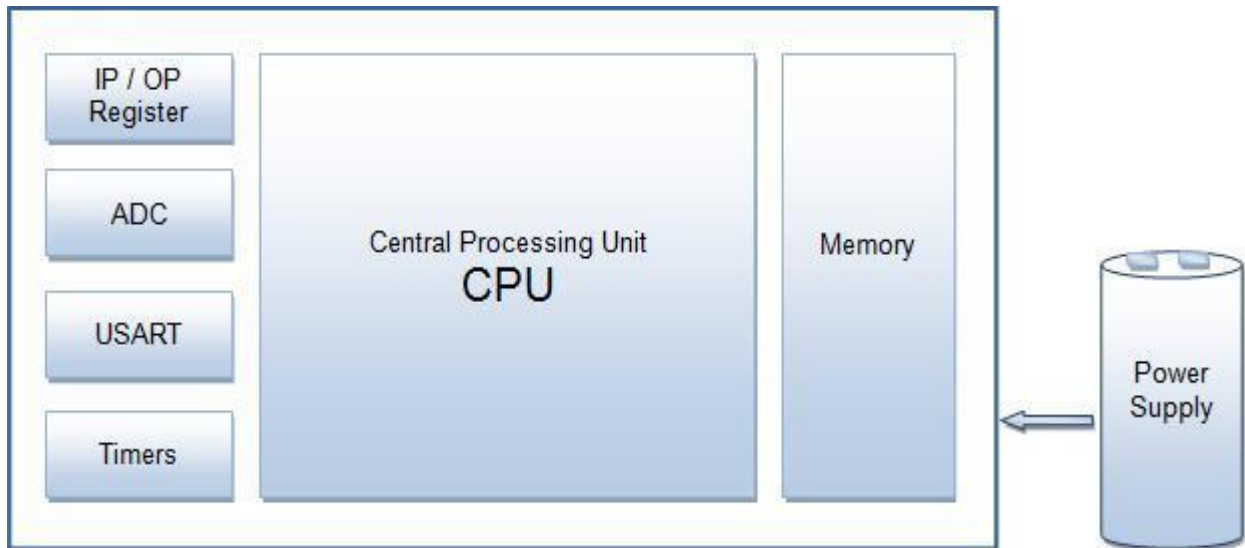 IP / OP
Register
ADC
USART
Timers
Central Processing Unit
CPU
Memory
Power
Supply